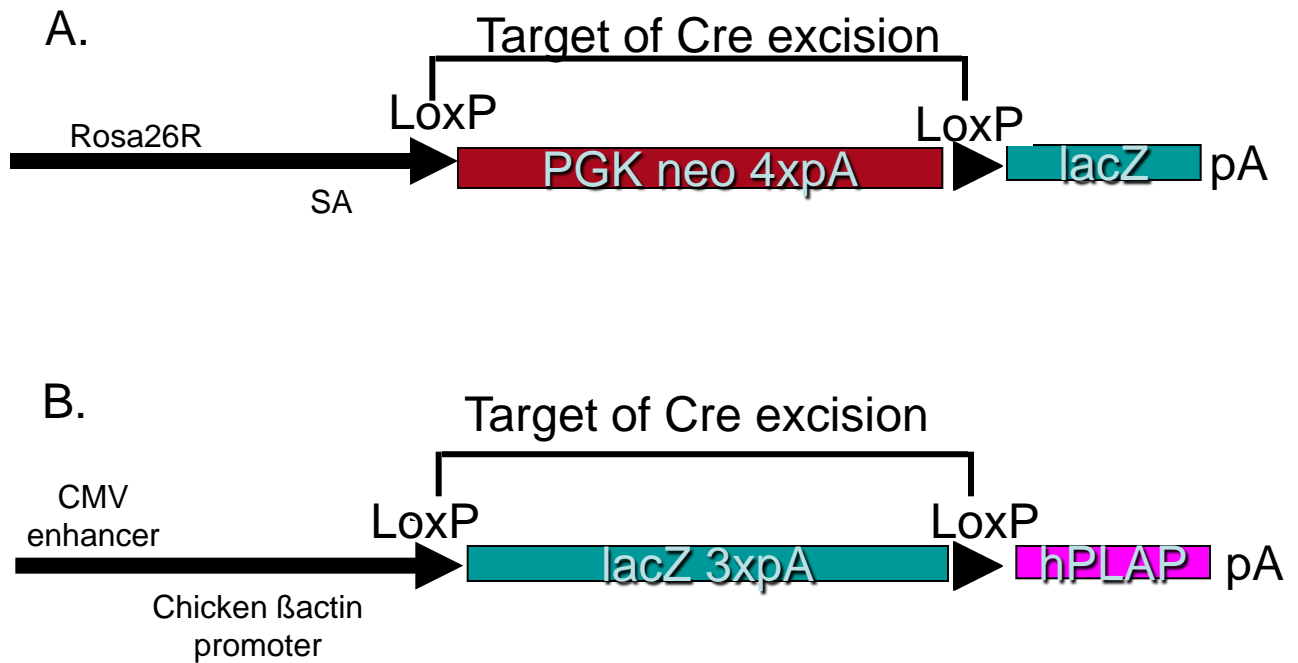 A.
Target of Cre excision
LoxP
LoxP
Rosa26R
SA
PGK neo 4xpA
lacZ
pA
B.
Target of Cre excision
CMV
enhancer
LoxP
LoxP
lacZ 3xpA
hPLAP
pA
Chicken ßactin
promoter